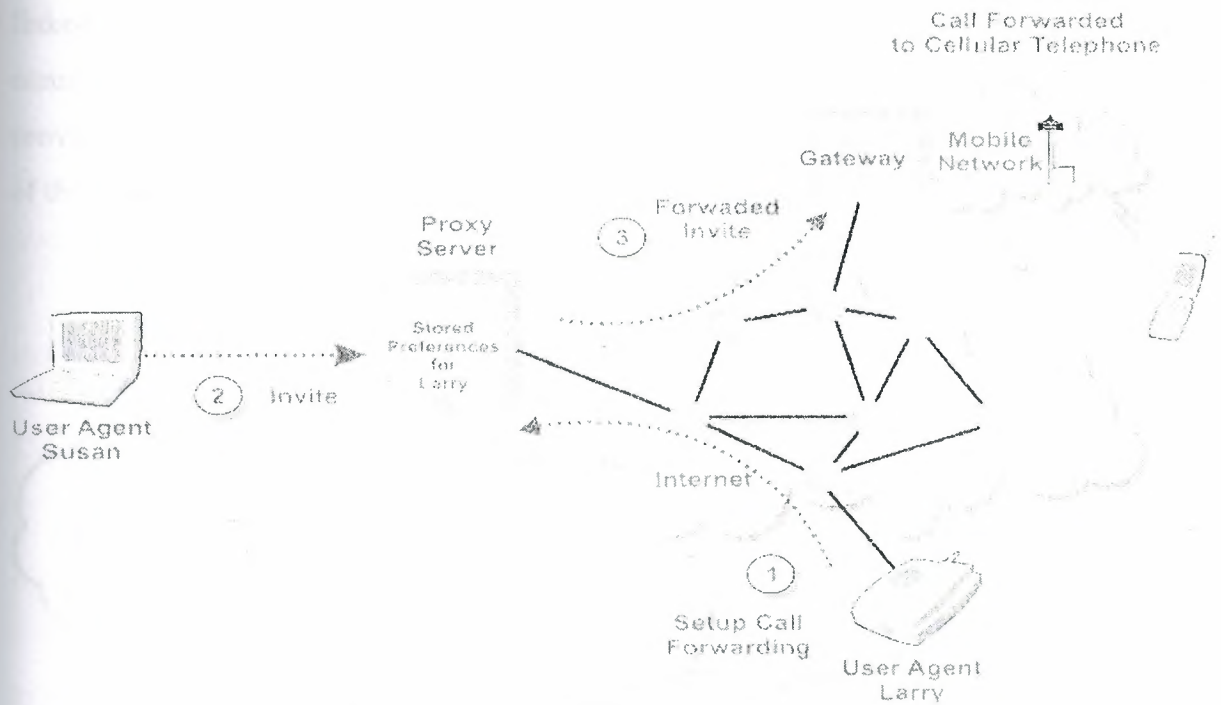 Call Forwarded
to Cellular Telephone
Mobile
Network
Gateway
Forwaded
Invite
3
Proxy
Server
Stored
Preferences
for
Larry
2 Invite
User Agent
Susan
Internet
1
Setup Call
Forwarding
User Agent
Larry